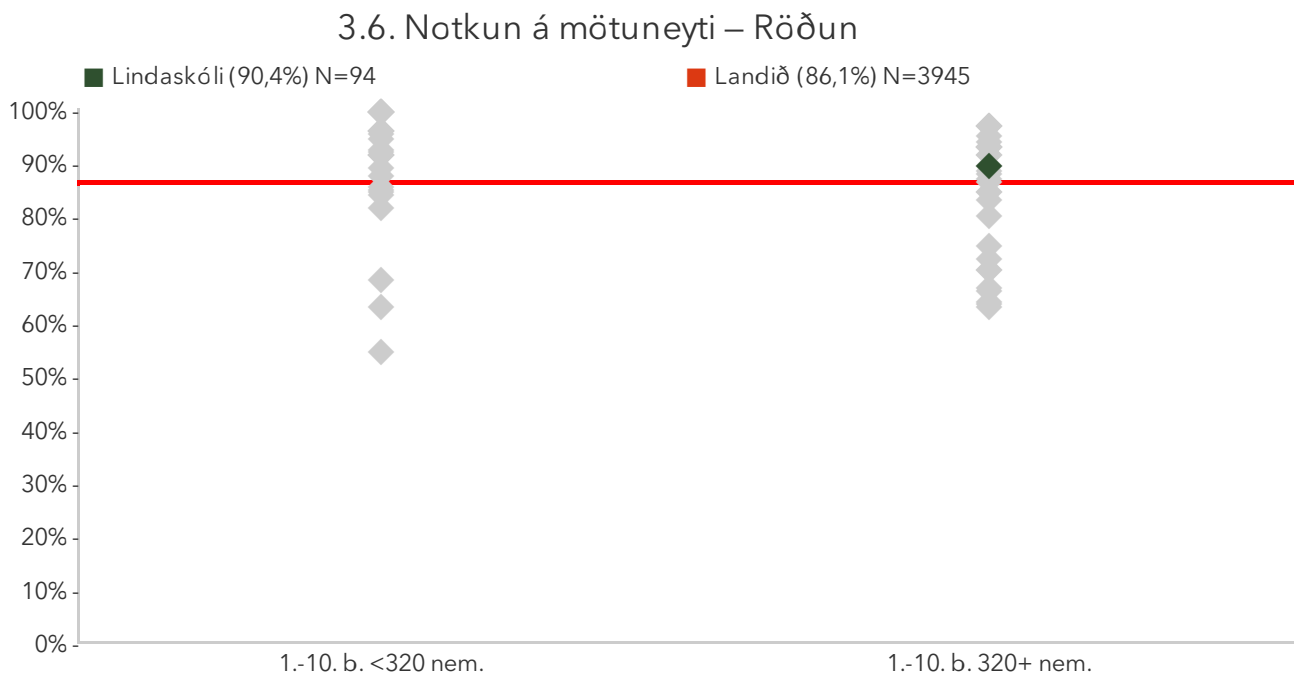 3.6. Notkun á mötuneyti – Röðun
Lindaskóli (90,4%) N=94
Landið (86,1%) N=3945
100%
90%
80%
70%
60%
50%
40%
30%
20%
10%
0%
1.-10. b. <320 nem.
1.-10. b. 320+ nem.